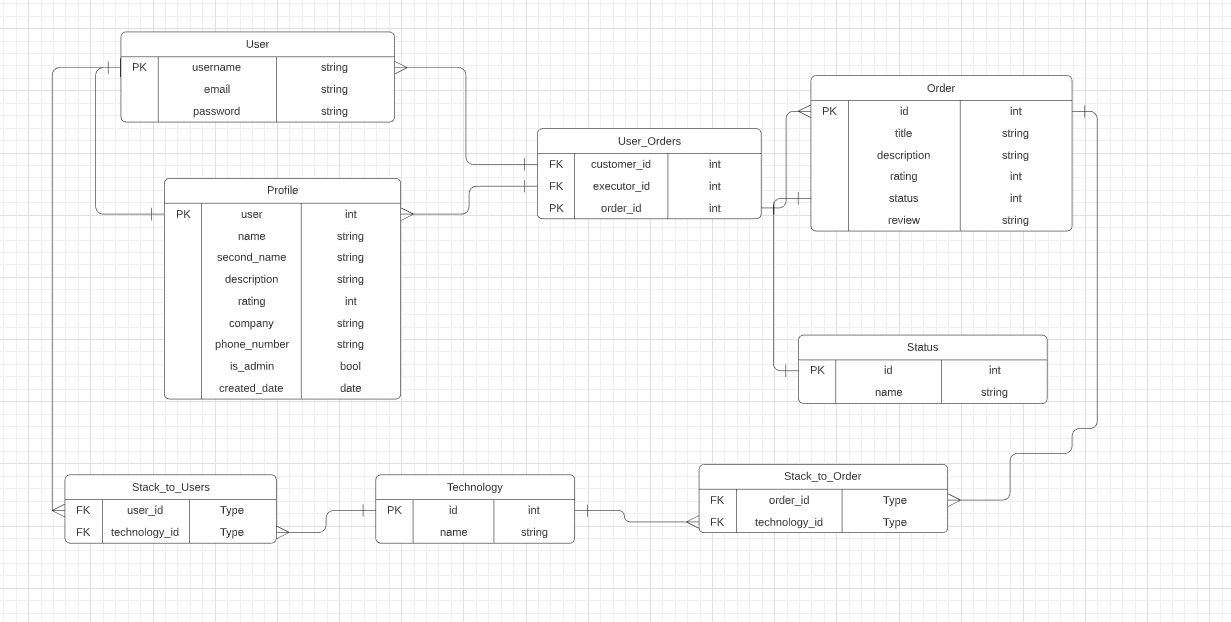 User
PK username string
email string
password string
Order
PK id int
title string
description string
rating int
status int
review string
User_Orders
FK customer_id int
FK executor_id int
PK order_id int
Profile
PK user int
name string
second_name string
description string
rating int
company string
phone_number string
is_admin bool
created_date date
Status
PK id int
name string
Stack_to_Users
FK user_id Type
FK technology_id Type
Technology
PK id int
name string
Stack_to_Order
FK order_id Type
FK technology_id Type